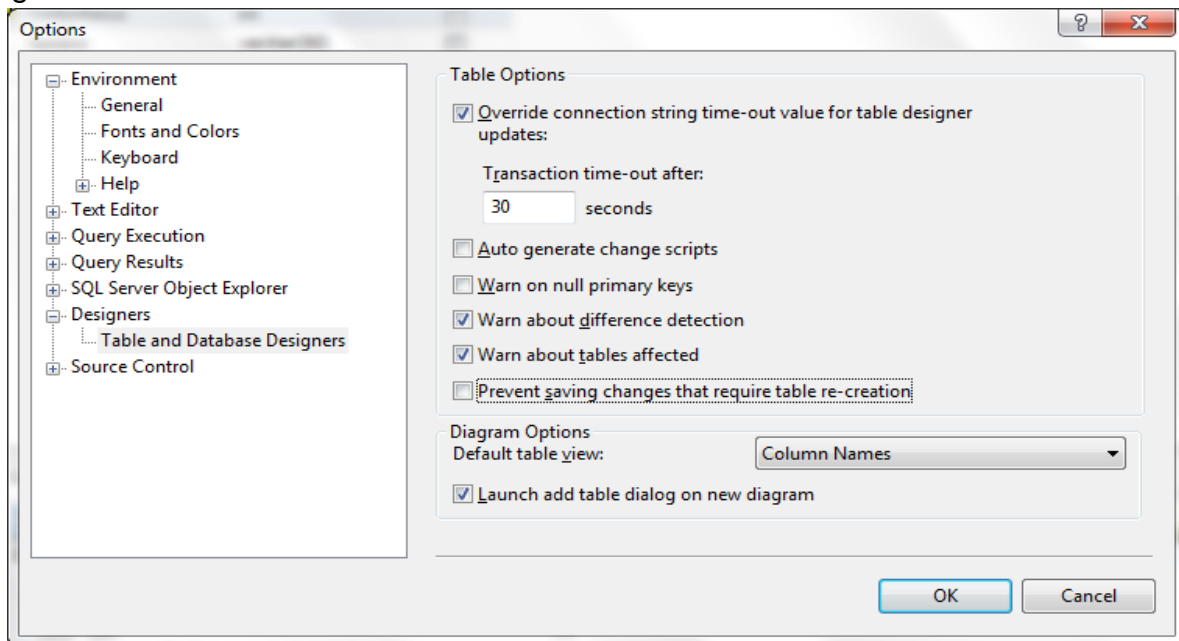 Options
Environment
General
Fonts and Colors
Keyboard
Help
Text Editor
Query Execution
Query Results
SQL Server Object Explorer
Designers
Table and Database Designers
Source Control
Table Options
Override connection string time-out value for table designer
updates:
Transaction time-out after:
30 seconds
Auto generate change scripts
Warn on null primary keys
Warn about difference detection
Warn about tables affected
Prevent saving changes that require table re-creation
Diagram Options
Default table view: Column Names
Launch add table dialog on new diagram
OK Cancel